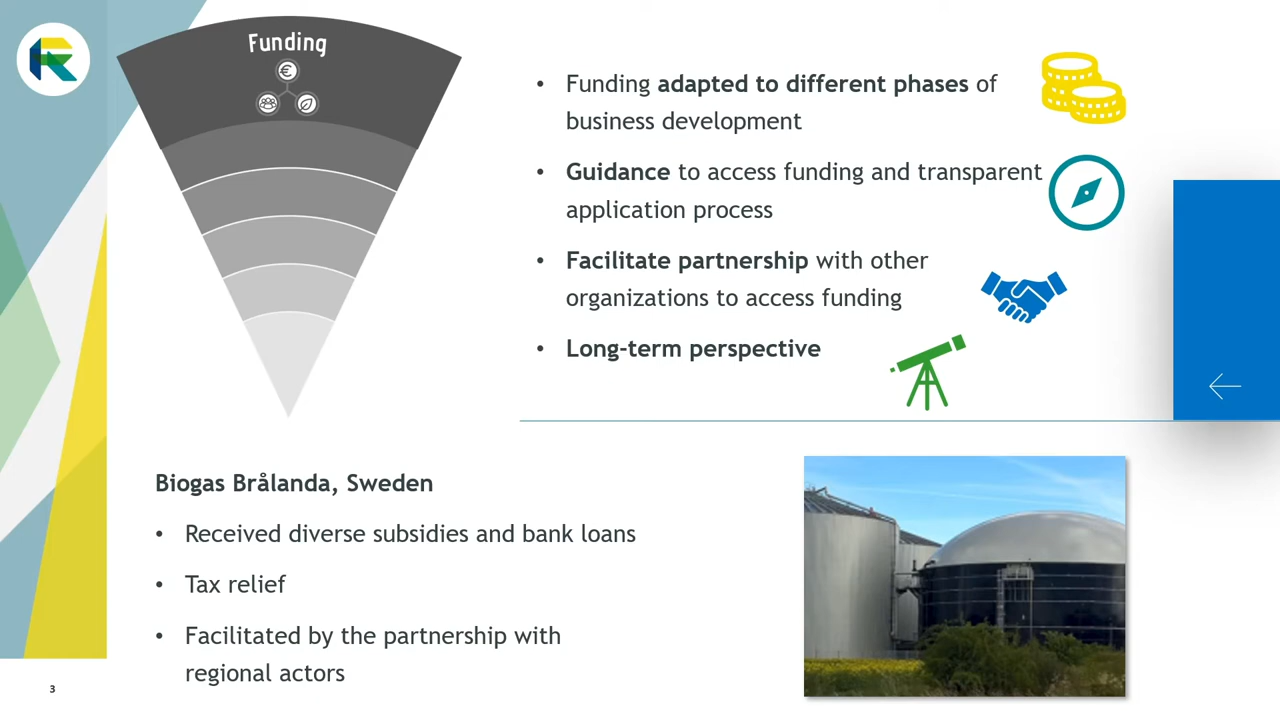 Funding
€
• Funding adapted to different phases of
business development
• Guidance to access funding and transparent
application process
• Facilitate partnership with other
organizations to access funding
• Long-term perspective
Biogas Brålanda, Sweden
• Received diverse subsidies and bank loans
• Tax relief
• Facilitated by the partnership with
regional actors
3